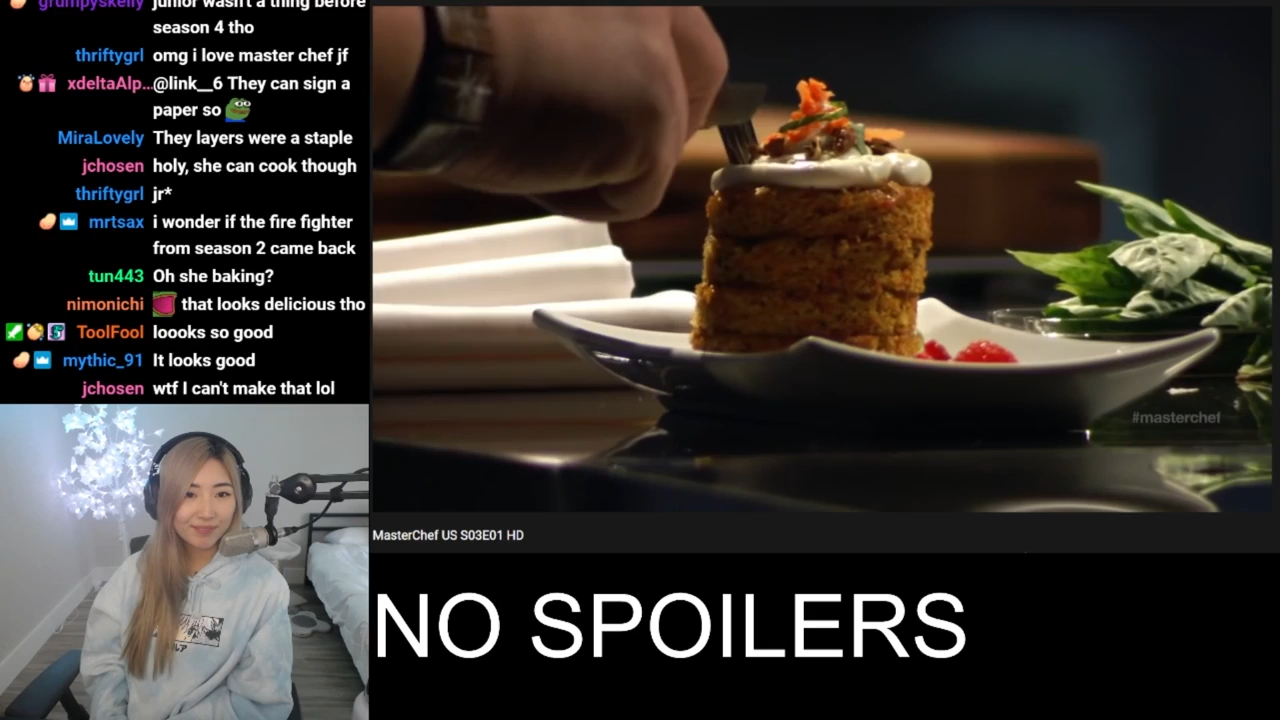 grumpyskelly junior wasn't a thing before
season 4 tho
thriftygrl omg i love master chef jf
xdeltaAlp... @link__6 They can sign a
paper so
MiraLovely They layers were a staple
jchosen holy, she can cook though
thriftygrl jr*
mrtsax i wonder if the fire fighter
from season 2 came back
tun443 Oh she baking?
nimonichi that looks delicious tho
ToolFool loooks so good
mythic_91 It looks good
jchosen wtf I can't make that lol
#masterchef
MasterChef US S03E01 HD
NO SPOILERS